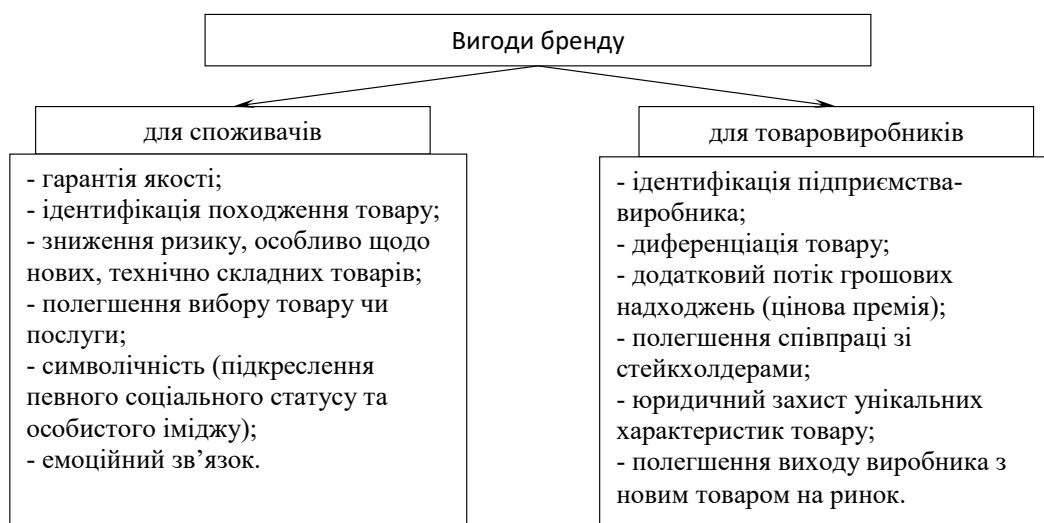 Вигоди бренду
для споживачів
- гарантія якості;
- ідентифікація походження товару;
- зниження ризику, особливо щодо
нових, технічно складних товарів;
- полегшення вибору товару чи
послуги;
- символічність (підкреслення
певного соціального статусу та
особистого іміджу);
- емоційний зв’язок.
для товаровиробників
- ідентифікація підприємства-
виробника;
- диференціація товару;
- додатковий потік грошових
надходжень (цінова премія);
- полегшення співпраці зі
стейкхолдерами;
- юридичний захист унікальних
характеристик товару;
- полегшення виходу виробника з
новим товаром на ринок.